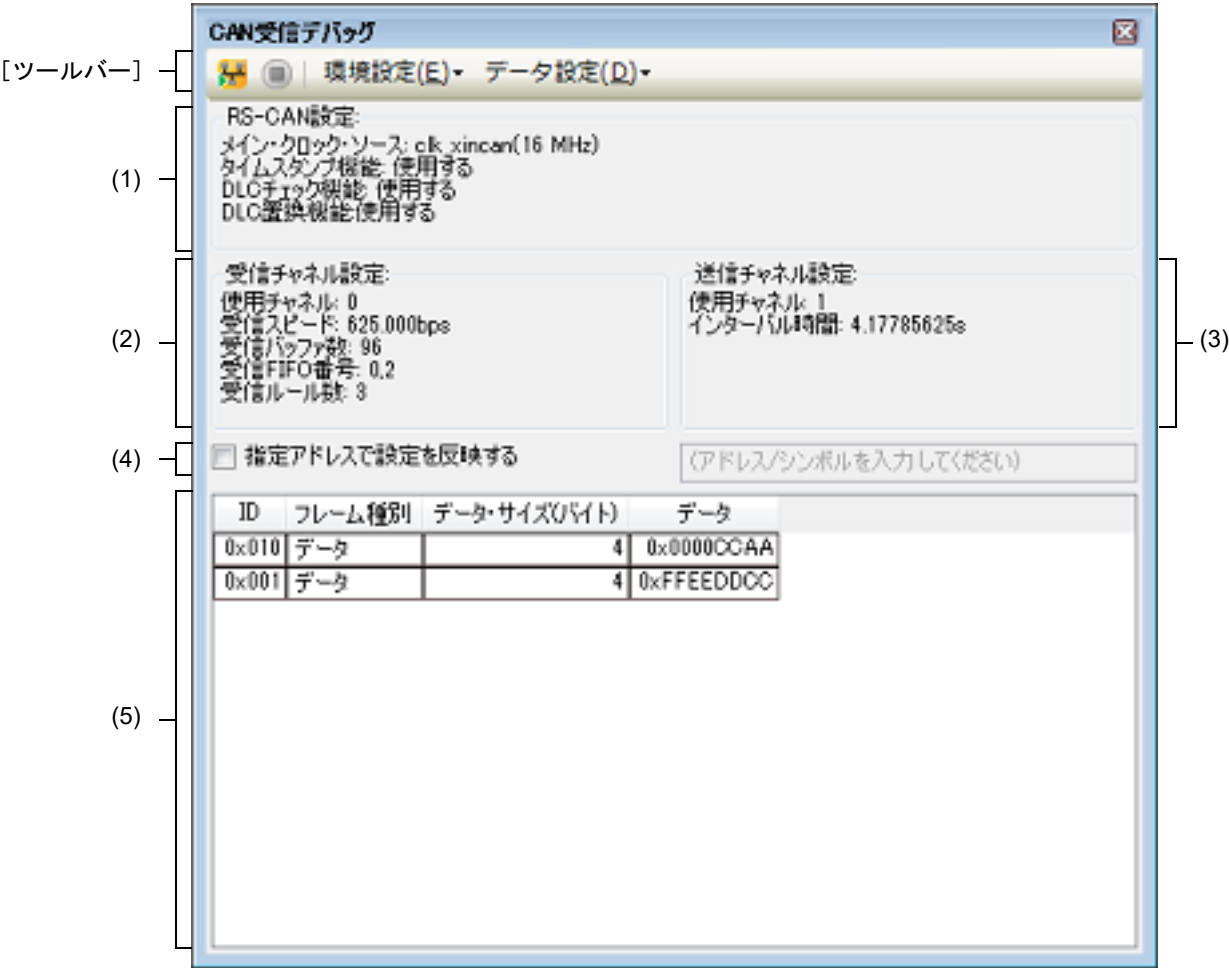 CAN受信デバッグ
[ツールバー]
環境設定(E) データ設定(D)
(1)
RS-CAN設定:
メイン・クロック・ソース: clk_xincan(16 MHz)
タイムスタンプ機能: 使用する
DLCチェック機能: 使用する
DLC置換機能:使用する
(2)
受信チャネル設定:
使用チャネル: 0
受信スピード: 625.000bps
受信バッファ数: 96
受信FIFO番号: 0,2
受信ルール数: 3
送信チャネル設定:
使用チャネル: 1
インターバル時間: 4.17785625s
(3)
(4)
指定アドレスで設定を反映する
(アドレス/シンボルを入力してください)
(5)
ID フレーム種別 データ・サイズ(バイト) データ
0x010 データ 4 0x0000CCAA
0x001 データ 4 0xFFEEDDCC